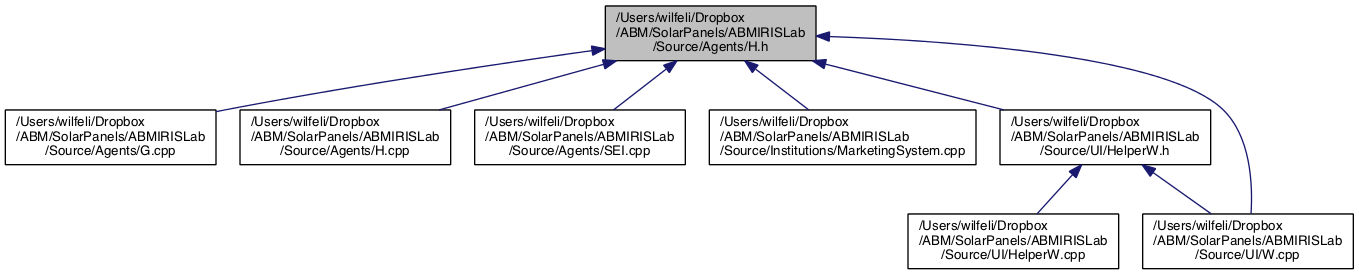 /Users/wilfeli/Dropbox
/ABM/SolarPanels/ABMIRISLab
/Source/Agents/H.h
/Users/wilfeli/Dropbox
/ABM/SolarPanels/ABMIRISLab
/Source/Agents/G.cpp
/Users/wilfeli/Dropbox
/ABM/SolarPanels/ABMIRISLab
/Source/Agents/H.cpp
/Users/wilfeli/Dropbox
/ABM/SolarPanels/ABMIRISLab
/Source/Agents/SEI.cpp
/Users/wilfeli/Dropbox
/ABM/SolarPanels/ABMIRISLab
/Source/Institutions/MarketingSystem.cpp
/Users/wilfeli/Dropbox
/ABM/SolarPanels/ABMIRISLab
/Source/UI/HelperW.h
/Users/wilfeli/Dropbox
/ABM/SolarPanels/ABMIRISLab
/Source/UI/HelperW.cpp
/Users/wilfeli/Dropbox
/ABM/SolarPanels/ABMIRISLab
/Source/UI/W.cpp